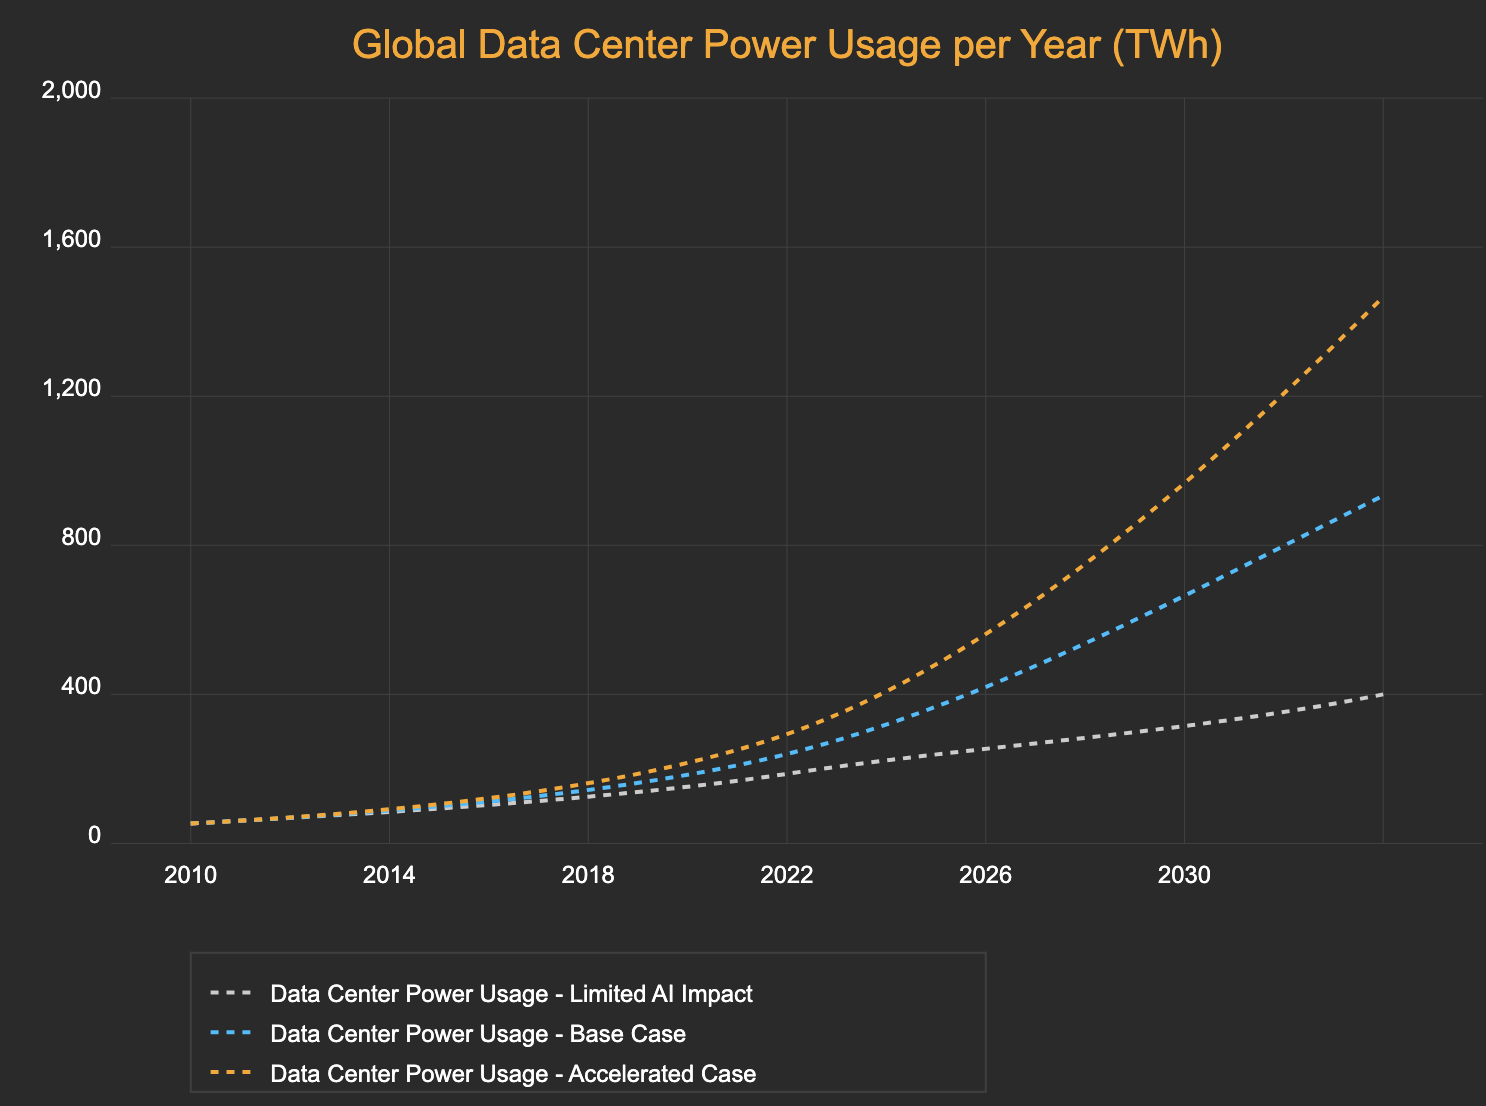 Global Data Center Power Usage per Year (TWh)
2,000
1,600
1,200
800
400
0
2010 2014 2018 2022 2026 2030
Data Center Power Usage - Limited AI Impact
Data Center Power Usage - Base Case
Data Center Power Usage - Accelerated Case